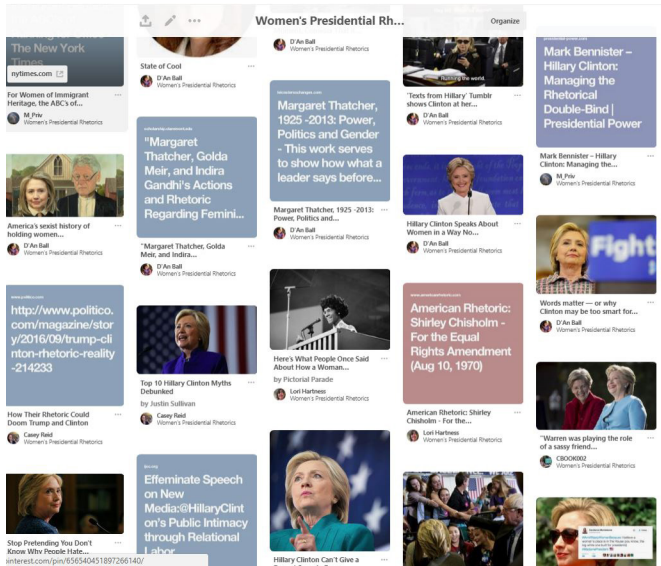 Women's Presidential Rh...
Organize
The New York
Times
nytimes.com
For Women of Immigrant
Heritage, the ABC's of...
M_Priv
Women's Presidential Rhetorics
America's sexist history of
holding women...
D'An Ball
Women's Presidential Rhetorics
www.politico.com
http://www.politico.
com/magazine/stor
y/2016/09/trump-cli
nton-rhetoric-reality
-214233
How Their Rhetoric Could
Doom Trump and Clinton
Casey Reid
Women's Presidential Rhetorics
Stop Pretending You Don't
Know Why People Hate...
interest.com/pin/656540451897266140/
State of Cool
D'An Ball
Women's Presidential Rhetorics
"Margaret
Thatcher, Golda
Meir, and Indira
Gandhi's Actions
and Rhetoric
Regarding Femini...
"Margaret Thatcher, Golda
Meir, and Indira...
D'An Ball
Women's Presidential Rhetorics
Top 10 Hillary Clinton Myths
Debunked
by Justin Sullivan
Casey Reid
Women's Presidential Rhetorics
Effeminate Speech
on New
Media:@HillaryClint
on's Public Intimacy
through Relational
Labor
D'An Ball
Women's Presidential Rhetorics
Margaret Thatcher,
1925 -2013: Power,
Politics and Gender
- This work serves
to show how what a
leader says before...
Margaret Thatcher, 1925 -2013:
Power, Politics and...
D'An Ball
Women's Presidential Rhetorics
Here's What People Once Said
About How a Woman...
by Pictorial Parade
Lori Hartness
Women's Presidential Rhetorics
Hillary Clinton Can't Give a
Running the world.
'Texts from Hillary' Tumblr
shows Clinton at her...
D'An Ball
Women's Presidential Rhetorics
Hillary Clinton Speaks About
Women in a Way No...
D'An Ball
Women's Presidential Rhetorics
www.americanrhetoric.com
American Rhetoric:
Shirley Chisholm -
For the Equal
Rights Amendment
(Aug 10, 1970)
American Rhetoric: Shirley
Chisholm - For the...
Lori Hartness
Women's Presidential Rhetorics
Mark Bennister –
Hillary Clinton:
Managing the
Rhetorical
Double-Bind |
Presidential Power
Mark Bennister – Hillary
Clinton: Managing the...
M_Priv
Women's Presidential Rhetorics
Fight
Words matter — or why
Clinton may be too smart for...
D'An Ball
Women's Presidential Rhetorics
"Warren was playing the role
of a sassy friend...
CBOOK002
Women's Presidential Rhetorics